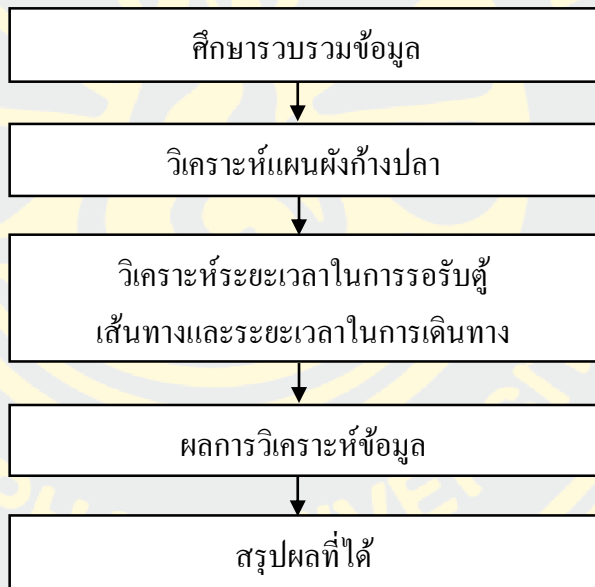 ศึกษารวบรวมข้อมูล
วิเคราะห์แผนผังก้างปลา
วิเคราะห์ระยะเวลาในการรอรับตู้
เส้นทางและระยะเวลาในการเดินทาง
ผลการวิเคราะห์ข้อมูล
สรุปผลที่ได้